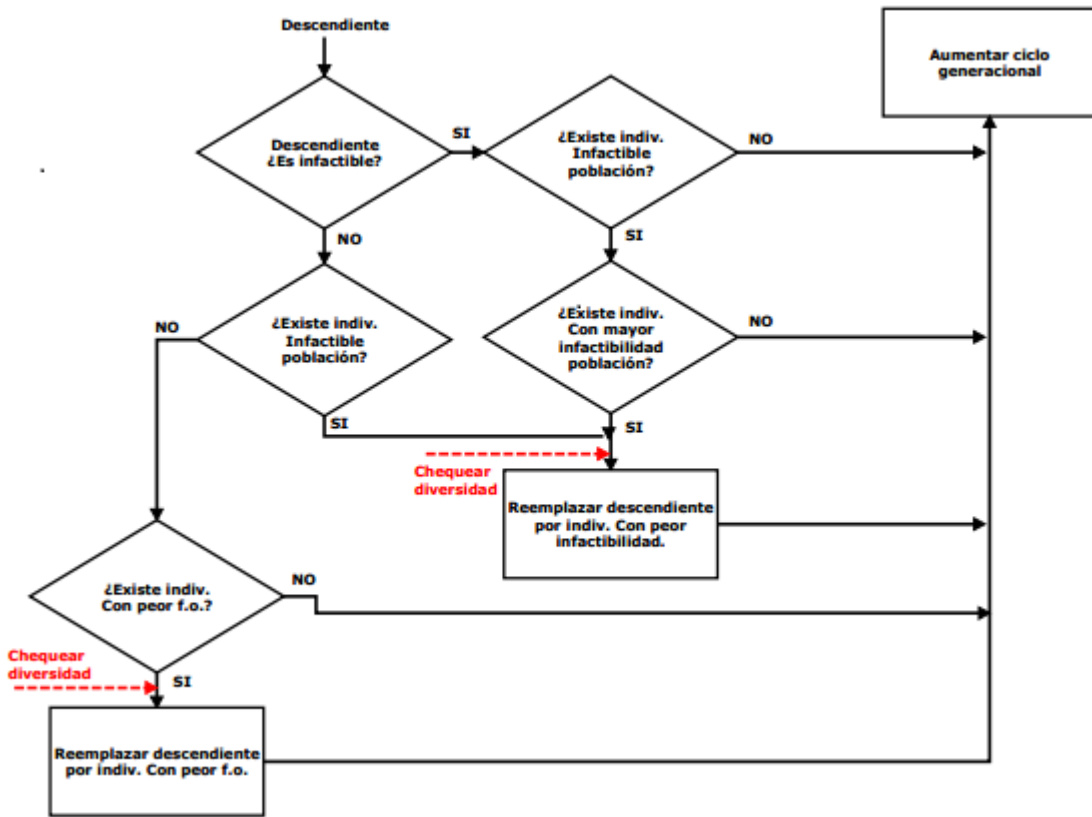 Descendiente
Aumentar ciclo
generacional
Descendiente
¿Es infactible?
SI
¿Existe indiv.
Infactible
población?
NO
NO
SI
NO
¿Existe indiv.
Infactible
población?
¿Existe indiv.
Con mayor
infactibilidad
población?
NO
SI
SI
Chequear
diversidad
Reemplazar descendiente
por indiv. Con peor
infactibilidad.
¿Existe indiv.
Con peor f.o.?
NO
Chequear
diversidad
SI
Reemplazar descendiente
por indiv. Con peor f.o.